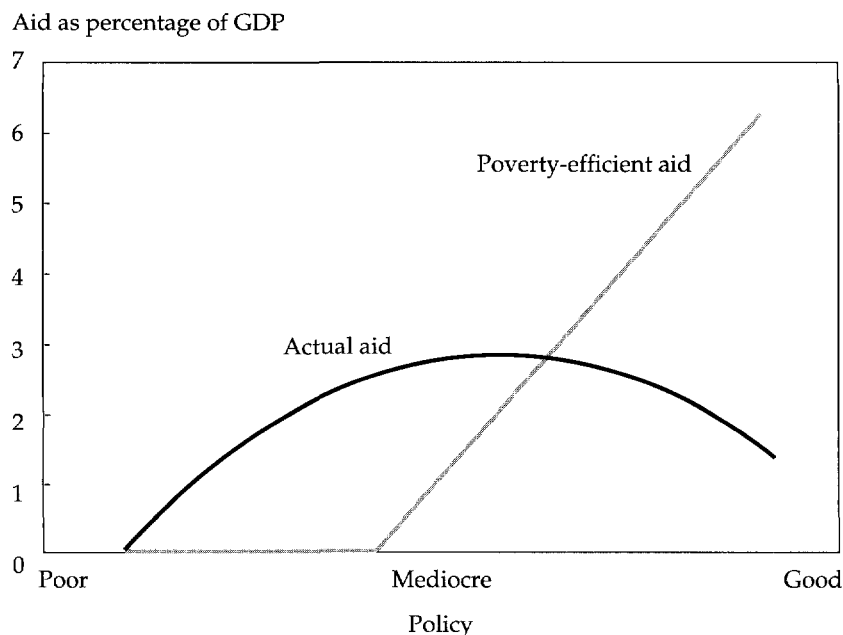 Aid as percentage of GDP
7
6
Poverty-efficient aid
5
4
3
Actual aid
2
1
0
Poor Mediocre Good
Policy